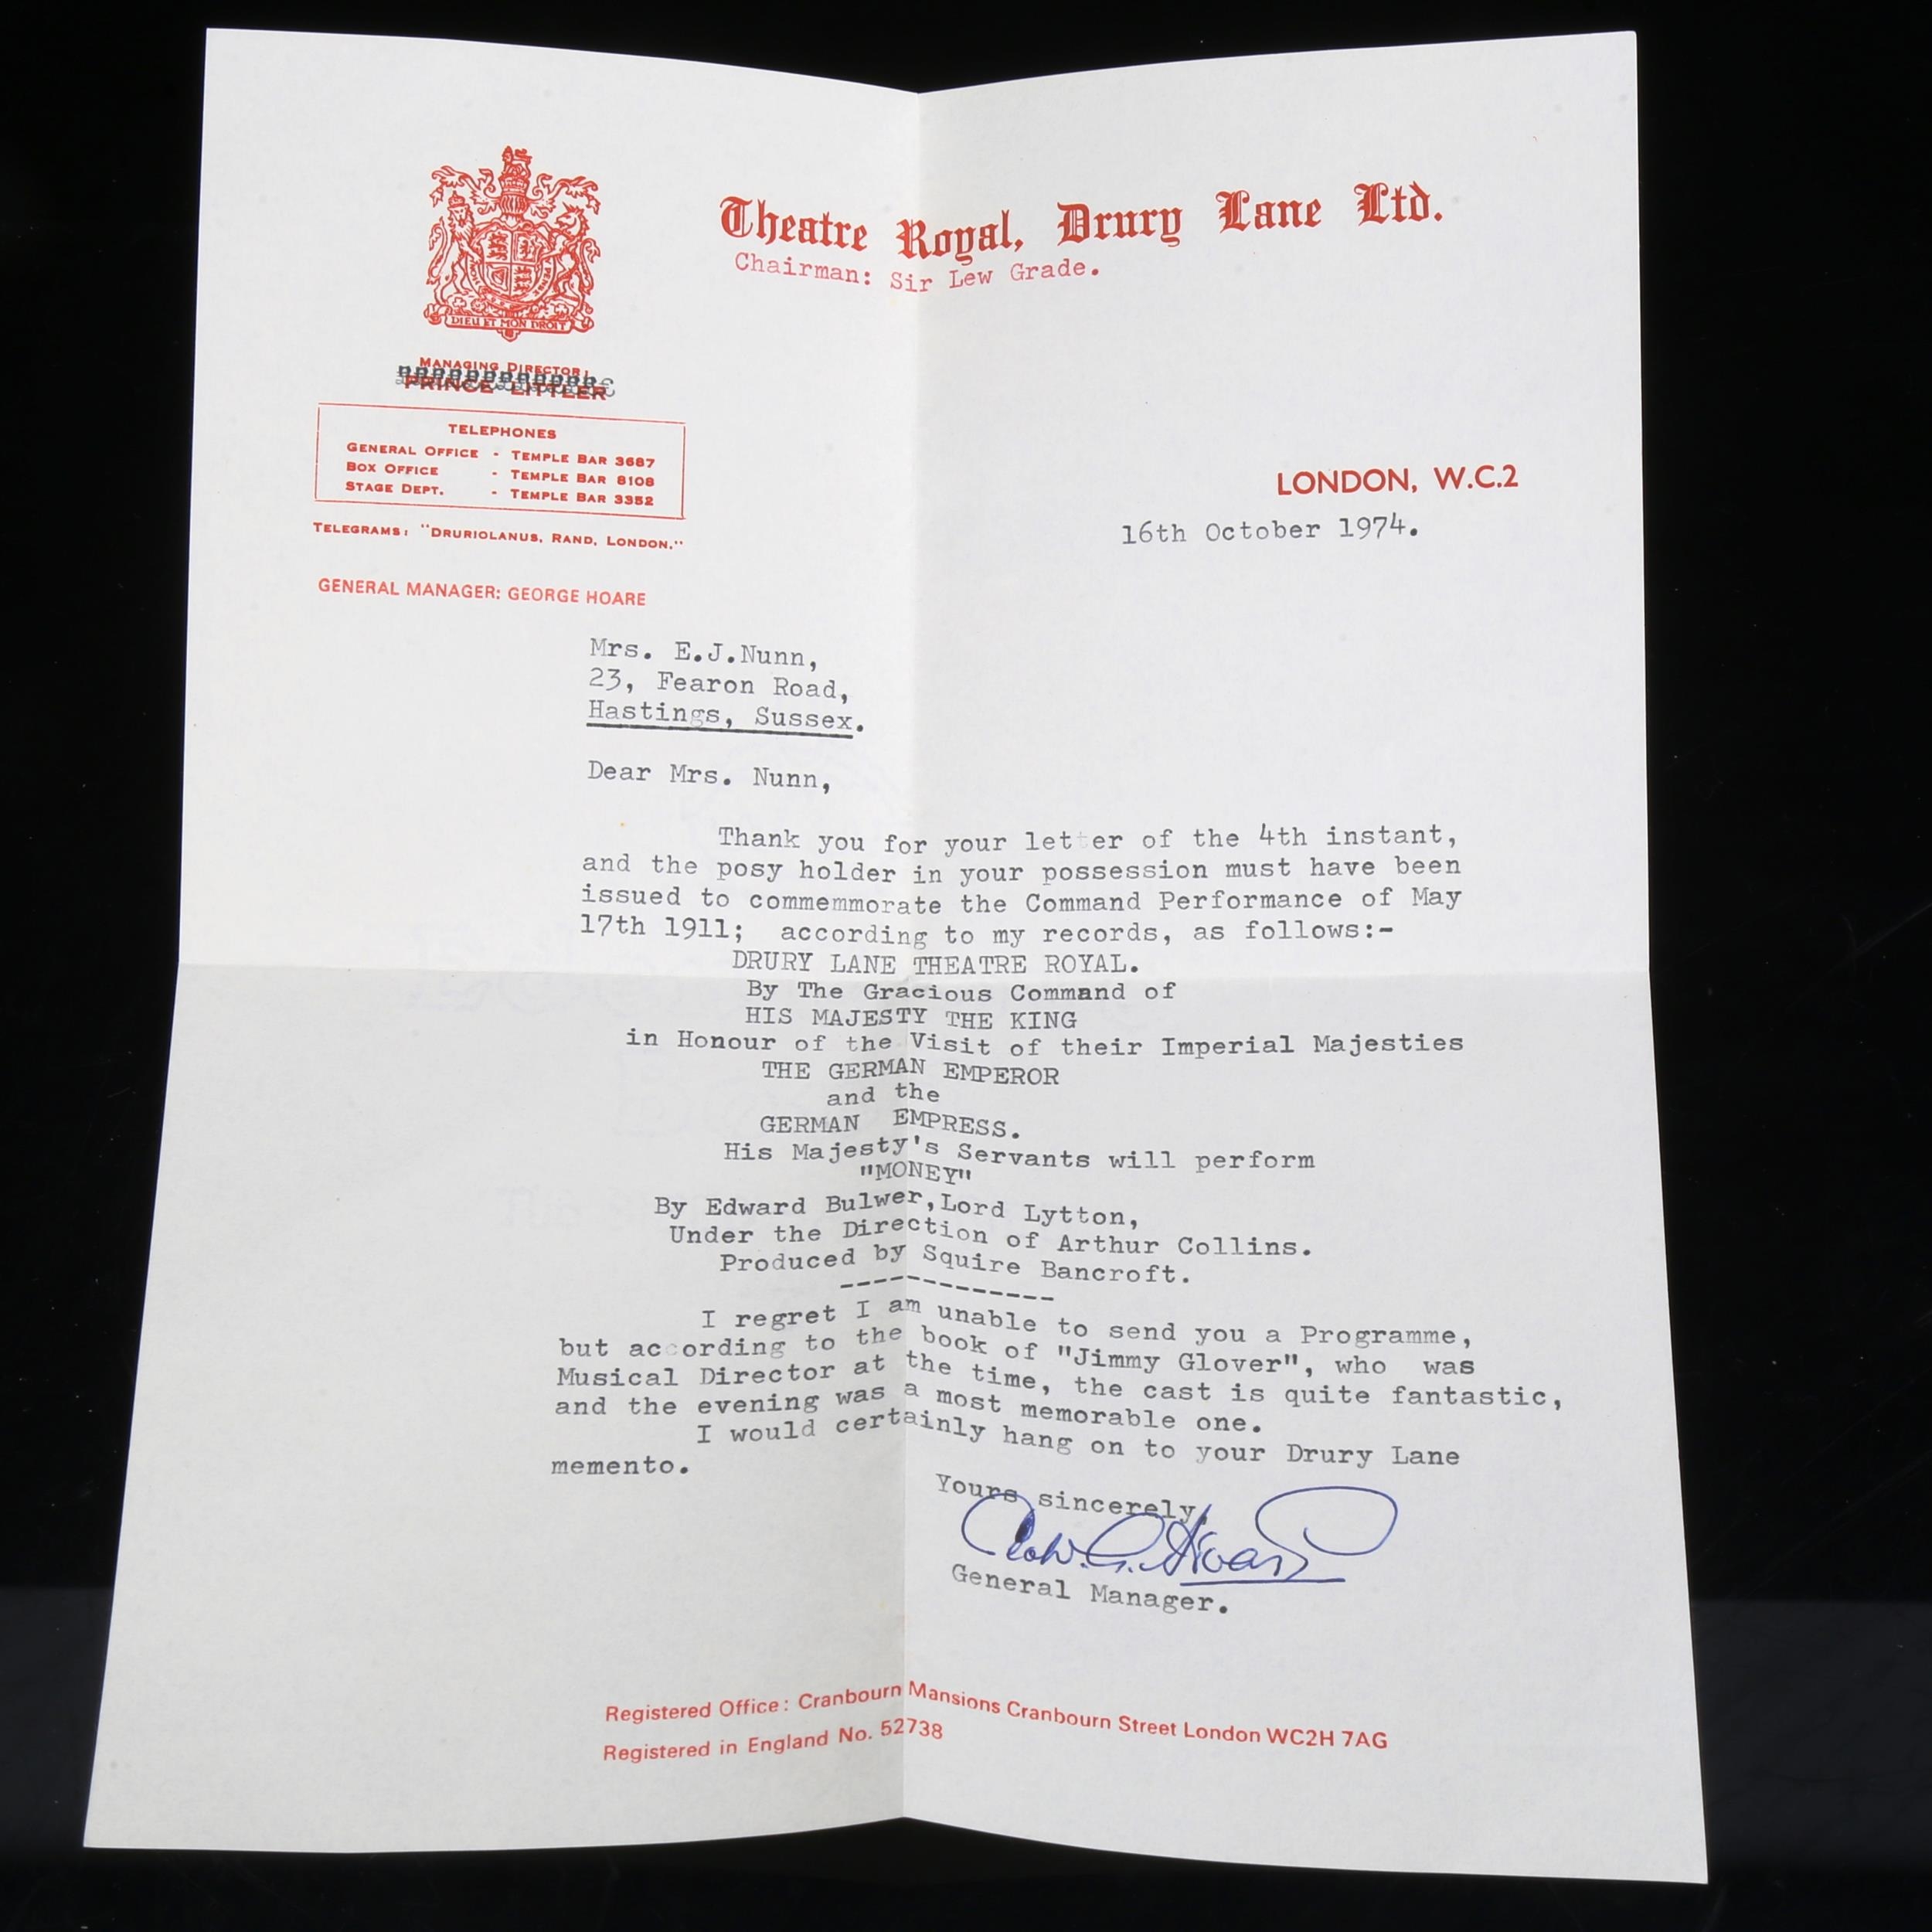 Theatre Royal, Drury Lane Ltd.
Chairman: Sir Lew Grade.
DIEU ET MON DROIT
MANAGING DIRECTOR:
PRINCE LITTLER
TELEPHONES
GENERAL OFFICE - TEMPLE BAR 3687
BOX OFFICE - TEMPLE BAR 8108
STAGE DEPT. - TEMPLE BAR 3352
TELEGRAMS: "DRURIOLANUS, RAND, LONDON."
GENERAL MANAGER: GEORGE HOARE
LONDON, W.C.2
16th October 1974.
Mrs. E.J.Nunn,
23, Fearon Road,
Hastings, Sussex.
Dear Mrs. Nunn,
Thank you for your letter of the 4th instant,
and the posy holder in your possession must have been
issued to commemmorate the Command Performance of May
17th 1911; according to my records, as follows:-
DRURY LANE THEATRE ROYAL.
By The Gracious Command of
HIS MAJESTY THE KING
in Honour of the Visit of their Imperial Majesties
THE GERMAN EMPEROR
and the
GERMAN EMPRESS.
His Majesty's Servants will perform
"MONEY"
By Edward Bulwer,Lord Lytton,
Under the Direction of Arthur Collins.
Produced by Squire Bancroft.
-------------
I regret I am unable to send you a Programme,
but according to the book of "Jimmy Glover", who was
Musical Director at the time, the cast is quite fantastic,
and the evening was a most memorable one.
I would certainly hang on to your Drury Lane
memento.
Yours sincerely,
Hoare
General Manager.
Registered Office: Cranbourn Mansions Cranbourn Street London WC2H 7AG
Registered in England No. 52738